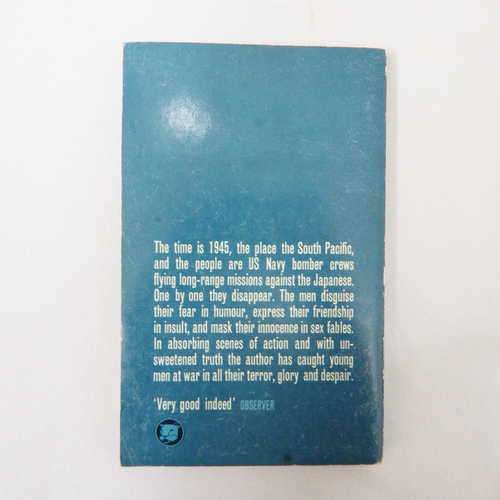 The time is 1945, the place the South Pacific,
and the people are US Navy bomber crews
flying long-range missions against the Japanese.
One by one they disappear. The men disguise
their fear in humour, express their friendship
in insult, and mask their innocence in sex fables.
In absorbing scenes of action and with un-
sweetened truth the author has caught young
men at war in all their terror, glory and despair.
'Very good indeed' OBSERVER